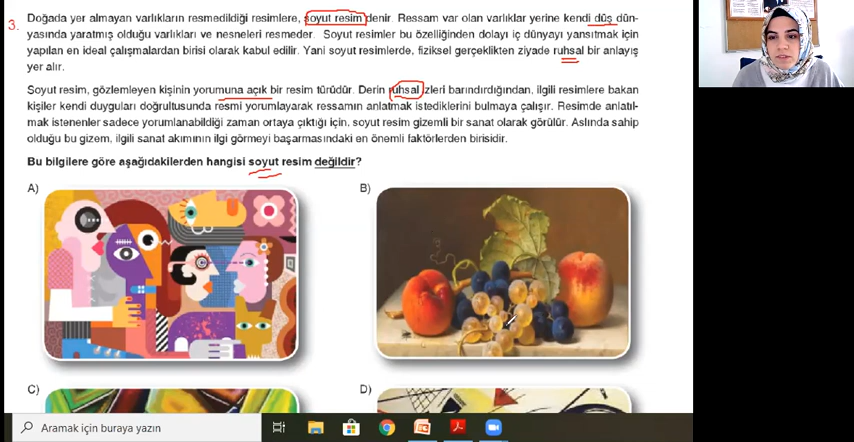 3.
Doğada yer almayan varlıkların resmedildiği resimlere, soyut resim denir. Ressam var olan varlıklar yerine kendi düş dün-
yasında yaratmış olduğu varlıkları ve nesneleri resmeder. Soyut resimler bu özelliğinden dolayı iç dünyayı yansıtmak için
yapılan en ideal çalışmalardan birisi olarak kabul edilir. Yani soyut resimlerde, fiziksel gerçeklikten ziyade ruhsal bir anlayış
yer alır.
Soyut resim, gözlemleyen kişinin yorumuna açık bir resim türüdür. Derin ruhsal izleri barındırdığından, ilgili resimlere bakan
kişiler kendi duyguları doğrultusunda resmi yorumlayarak ressamın anlatmak istediklerini bulmaya çalışır. Resimde anlatıl-
mak istenenler sadece yorumlanabildiği zaman ortaya çıktığı için, soyut resim gizemli bir sanat olarak görülür. Aslında sahip
olduğu bu gizem, ilgili sanat akımının ilgi görmeyi başarmasındaki en önemli faktörlerden birisidir.
Bu bilgilere göre aşağıdakilerden hangisi soyut resim değildir?
A)
B)
C)
D)
Aramak için buraya yazın